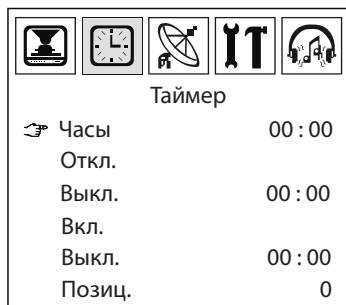 Таймер
Часы 00 : 00
Откл.
Выкл. 00 : 00
Вкл.
Выкл. 00 : 00
Позиц. 0